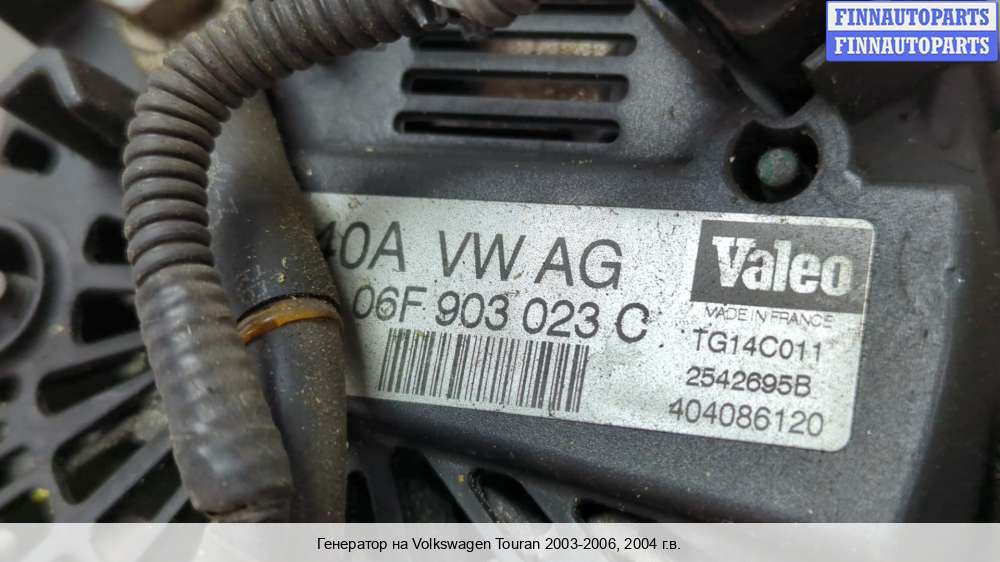 FINNAUTOPARTS
FINNAUTOPARTS
40A VW AG
06F 903 023 C
Valeo
MADE IN FRANCE
TG14C011
2542695B
404086120
Генератор на Volkswagen Touran 2003-2006, 2004 г.в.